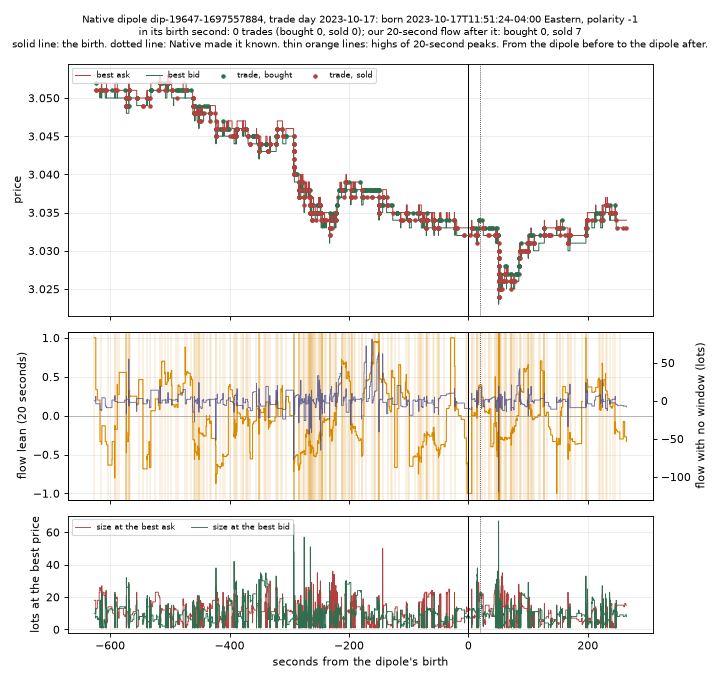 Native dipole dip-19647-1697557884, trade day 2023-10-17: born 2023-10-17T11:51:24-04:00 Eastern, polarity -1
in its birth second: 0 trades (bought 0, sold 0); our 20-second flow after it: bought 0, sold 7
solid line: the birth. dotted line: Native made it known. thin orange lines: highs of 20-second peaks. From the dipole before to the dipole after.
best ask
best bid
trade, bought
trade, sold
3.050
3.045
3.040
3.035
3.030
3.025
price
1.0
0.5
0.0
−0.5
−1.0
flow lean (20 seconds)
50
0
−50
−100
flow with no window (lots)
size at the best ask
size at the best bid
60
40
20
0
lots at the best price
−600
−400
−200
0
200
seconds from the dipole's birth